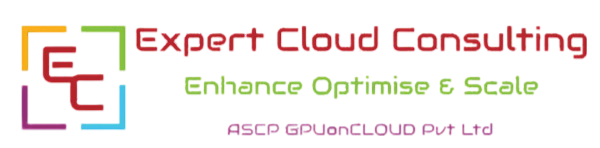 EC
Expert Cloud Consulting
Enhance Optimise & Scale
ASCP GPUonCLOUD Pvt Ltd